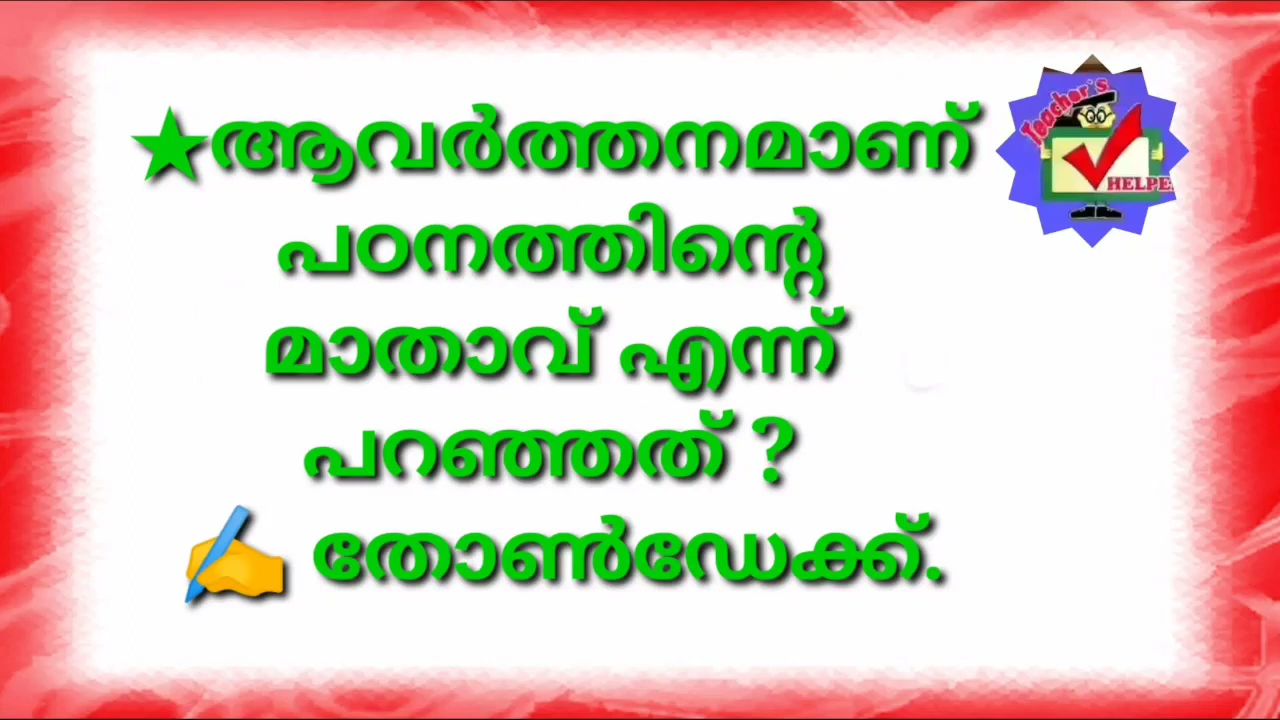 ★ആവർത്തനമാണ്
പഠനത്തിന്റെ
മാതാവ് എന്ന്
പറഞ്ഞത് ?
✍ തോൺഡേക്ക്.
Teacher's
HELPE